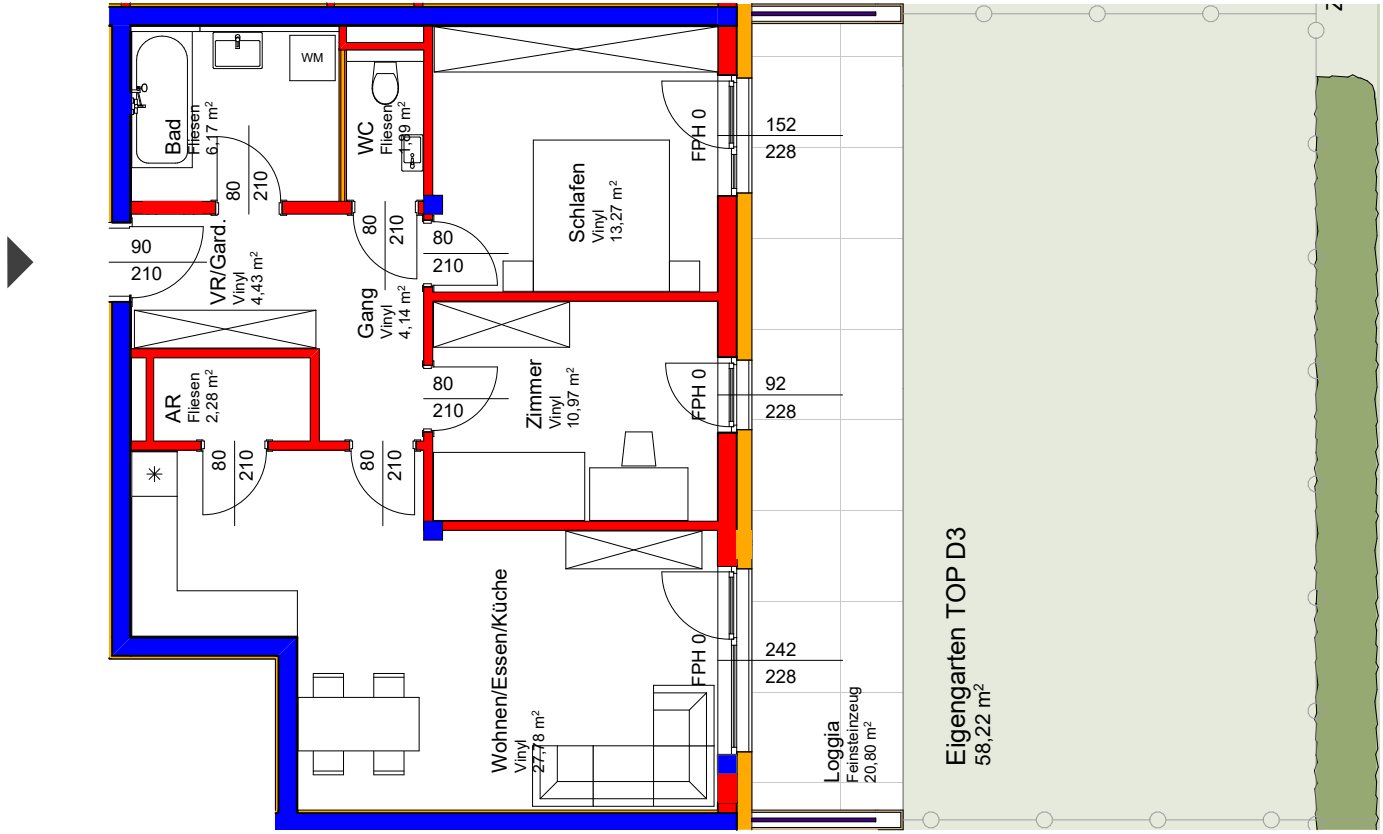 WM
Bad
Fliesen
6,17 m²
80
210
WC
Fliesen
1,89 m²
80
210
90
210
VR/Gard.
Vinyl
4,43 m²
Gang
Vinyl
4,14 m²
80
210
Schlafen
Vinyl
13,27 m²
FPH 0
152
228
AR
Fliesen
2,28 m²
80
210
80
210
80
210
Zimmer
Vinyl
10,97 m²
FPH 0
92
228
Wohnen/Essen/Küche
Vinyl
27,78 m²
FPH 0
242
228
Loggia
Feinsteinzeug
20,80 m²
Eigengarten TOP D3
58,22 m²